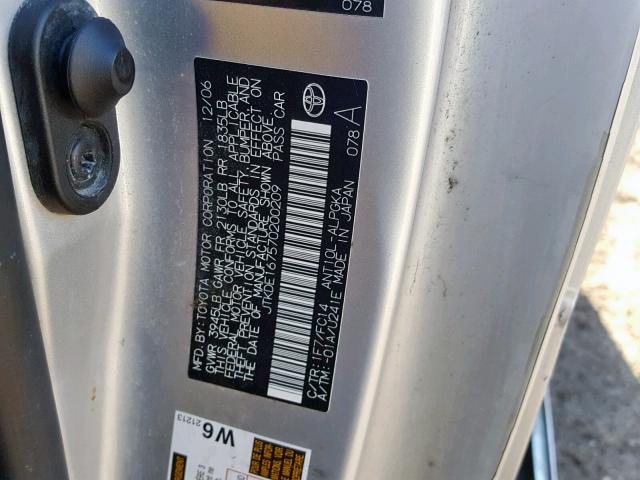 078
MFD.BY:TOYOTA MOTOR CORPORATION 12/06
GVWR 3945LB GAWR FR 2130LB RR 1835LB
THIS VEHICLE CONFORMS TO ALL APPLICABLE
FEDERAL MOTOR VEHICLE SAFETY, BUMPER, AND
THEFT PREVENTION STANDARDS IN EFFECT ON
THE DATE OF MANUFACTURE SHOWN ABOVE.
JTKDE167570200209 PASS CAR
C/TR: 1F7/FC14 ANT10L-ALPGKA
A/TM: -01A/U241E MADE IN JAPAN 078 A
W6
21213